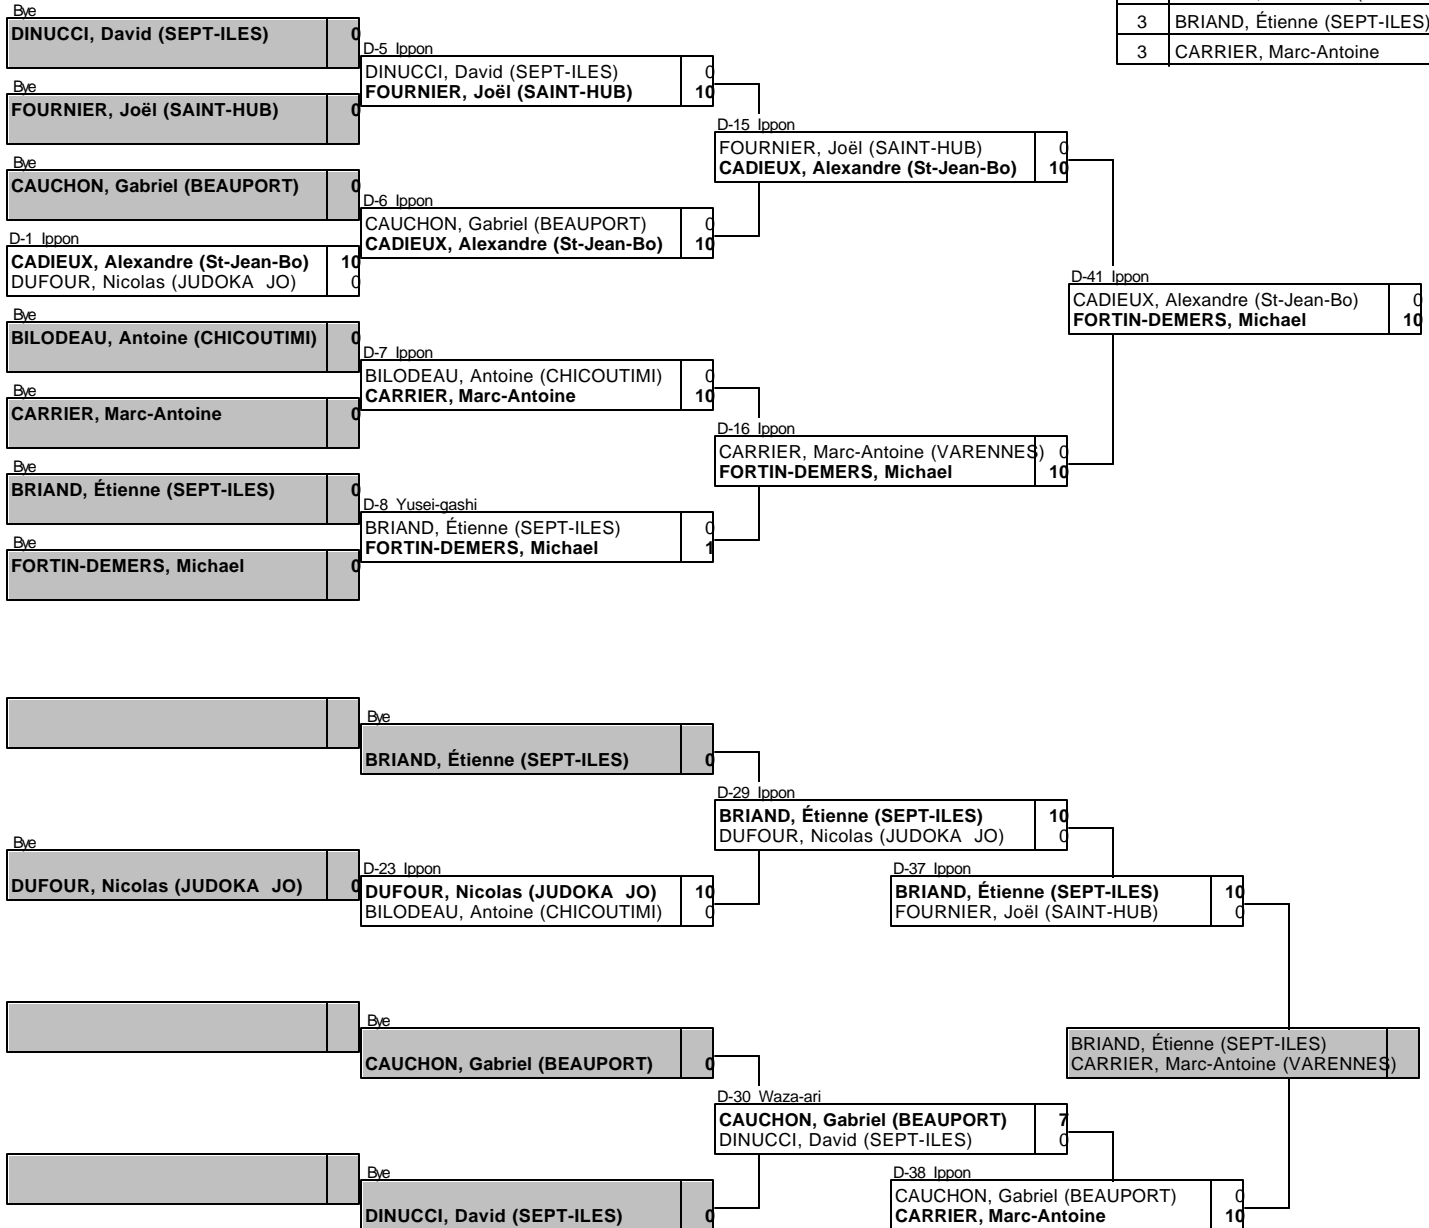 3 BRIAND, Étienne (SEPT-ILES)
3 CARRIER, Marc-Antoine
Bye
DINUCCI, David (SEPT-ILES) 0
Bye
FOURNIER, Joël (SAINT-HUB) 0
Bye
CAUCHON, Gabriel (BEAUPORT) 0
D-1 Ippon
CADIEUX, Alexandre (St-Jean-Bo) 10
DUFOUR, Nicolas (JUDOKA JO) 0
Bye
BILODEAU, Antoine (CHICOUTIMI) 0
Bye
CARRIER, Marc-Antoine 0
Bye
BRIAND, Étienne (SEPT-ILES) 0
Bye
FORTIN-DEMERS, Michael 0
D-5 Ippon
DINUCCI, David (SEPT-ILES) 0
FOURNIER, Joël (SAINT-HUB) 10
D-6 Ippon
CAUCHON, Gabriel (BEAUPORT) 0
CADIEUX, Alexandre (St-Jean-Bo) 10
D-7 Ippon
BILODEAU, Antoine (CHICOUTIMI) 0
CARRIER, Marc-Antoine 10
D-8 Yusei-gashi
BRIAND, Étienne (SEPT-ILES) 0
FORTIN-DEMERS, Michael 1
D-15 Ippon
FOURNIER, Joël (SAINT-HUB) 0
CADIEUX, Alexandre (St-Jean-Bo) 10
D-16 Ippon
CARRIER, Marc-Antoine (VARENNES) 0
FORTIN-DEMERS, Michael 10
D-41 Ippon
CADIEUX, Alexandre (St-Jean-Bo) 0
FORTIN-DEMERS, Michael 10
Bye
DUFOUR, Nicolas (JUDOKA JO) 0
Bye
BRIAND, Étienne (SEPT-ILES) 0
D-23 Ippon
DUFOUR, Nicolas (JUDOKA JO) 10
BILODEAU, Antoine (CHICOUTIMI) 0
Bye
CAUCHON, Gabriel (BEAUPORT) 0
Bye
DINUCCI, David (SEPT-ILES) 0
D-29 Ippon
BRIAND, Étienne (SEPT-ILES) 10
DUFOUR, Nicolas (JUDOKA JO) 0
D-30 Waza-ari
CAUCHON, Gabriel (BEAUPORT) 7
DINUCCI, David (SEPT-ILES) 0
D-37 Ippon
BRIAND, Étienne (SEPT-ILES) 10
FOURNIER, Joël (SAINT-HUB) 0
D-38 Ippon
CAUCHON, Gabriel (BEAUPORT) 0
CARRIER, Marc-Antoine 10
BRIAND, Étienne (SEPT-ILES)
CARRIER, Marc-Antoine (VARENNES)